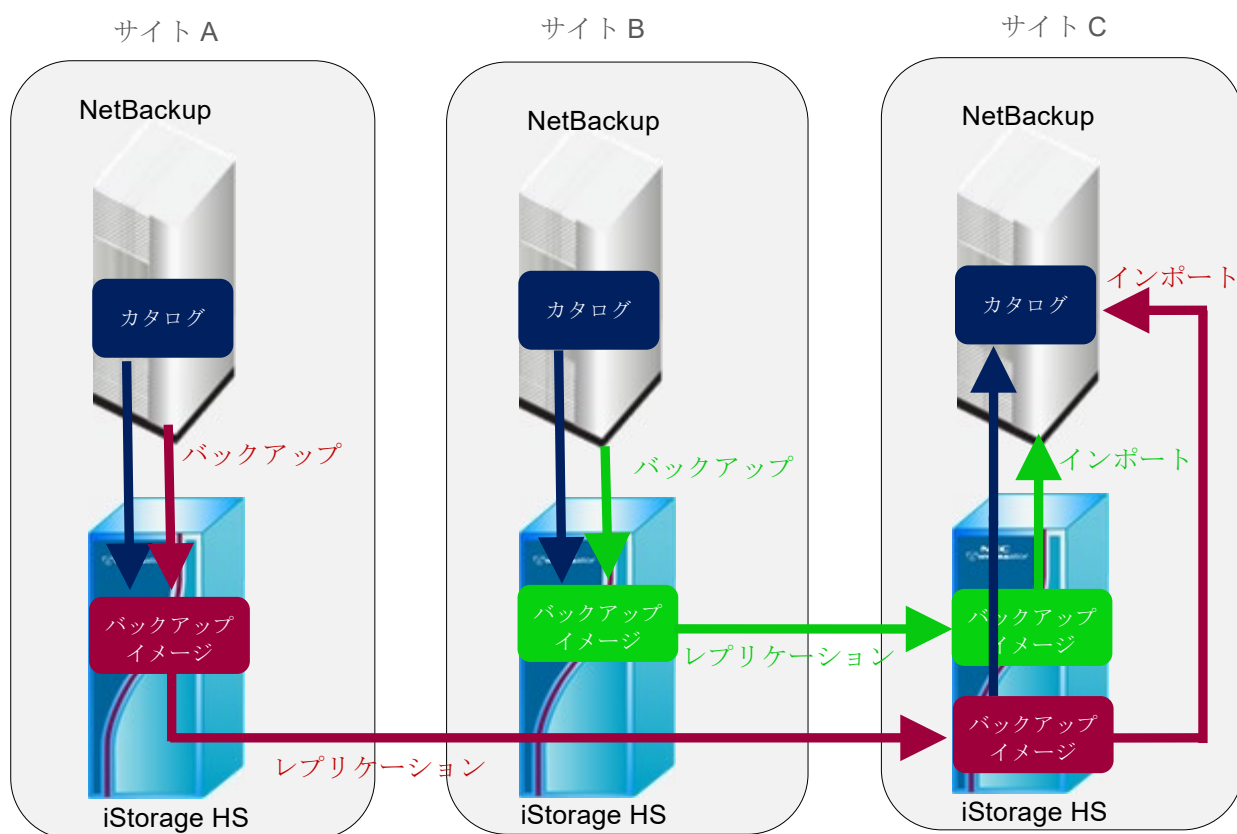 サイト A
サイト B
サイト C
NetBackup
NetBackup
NetBackup
カタログ
カタログ
カタログ
インポート
バックアップ
バックアップ
インポート
バックアップ
イメージ
バックアップ
イメージ
バックアップ
イメージ
レプリケーション
バックアップ
イメージ
レプリケーション
iStorage HS
iStorage HS
iStorage HS